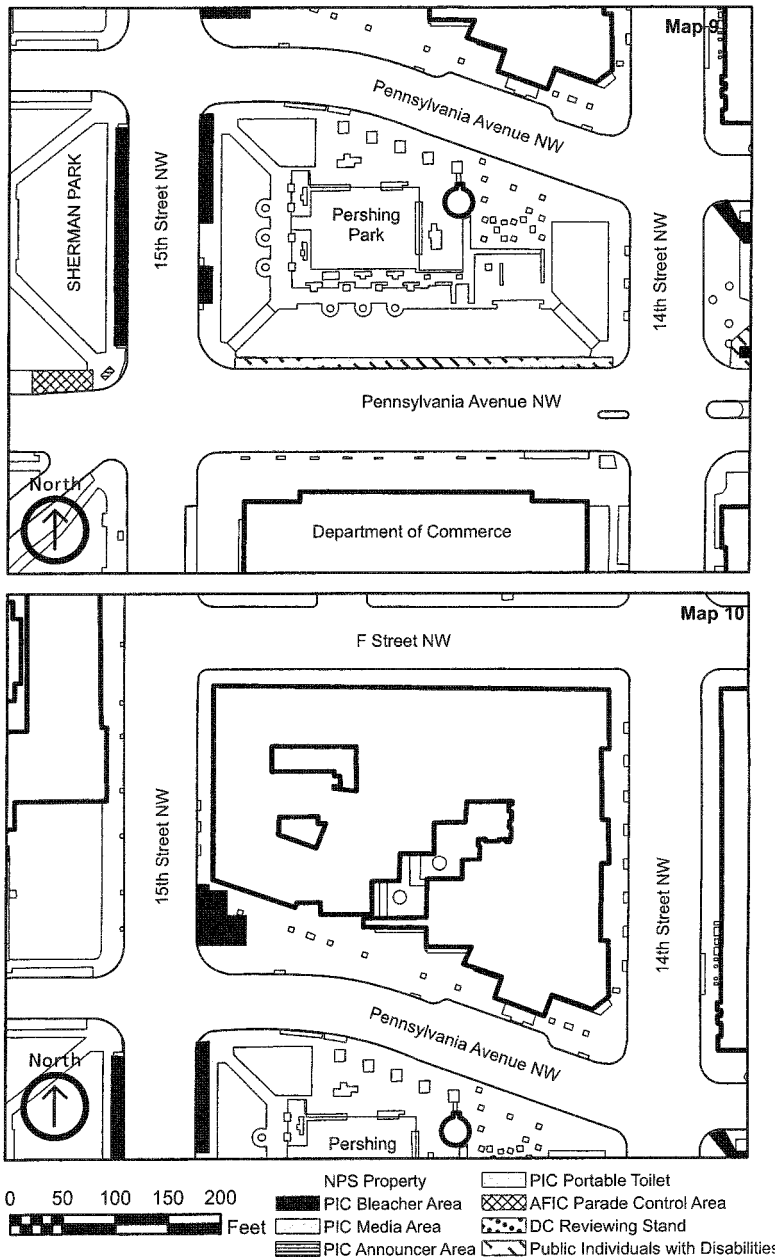 Map 9
Pennsylvania Avenue NW
SHERMAN PARK
15th Street NW
Pershing
Park
14th Street NW
Pennsylvania Avenue NW
North
Department of Commerce
Map 10
F Street NW
15th Street NW
14th Street NW
Pennsylvania Avenue NW
North
Pershing
0 50 100 150 200
Feet
NPS Property
PIC Bleacher Area
PIC Media Area
PIC Announcer Area
PIC Portable Toilet
AFIC Parade Control Area
DC Reviewing Stand
Public Individuals with Disabilities